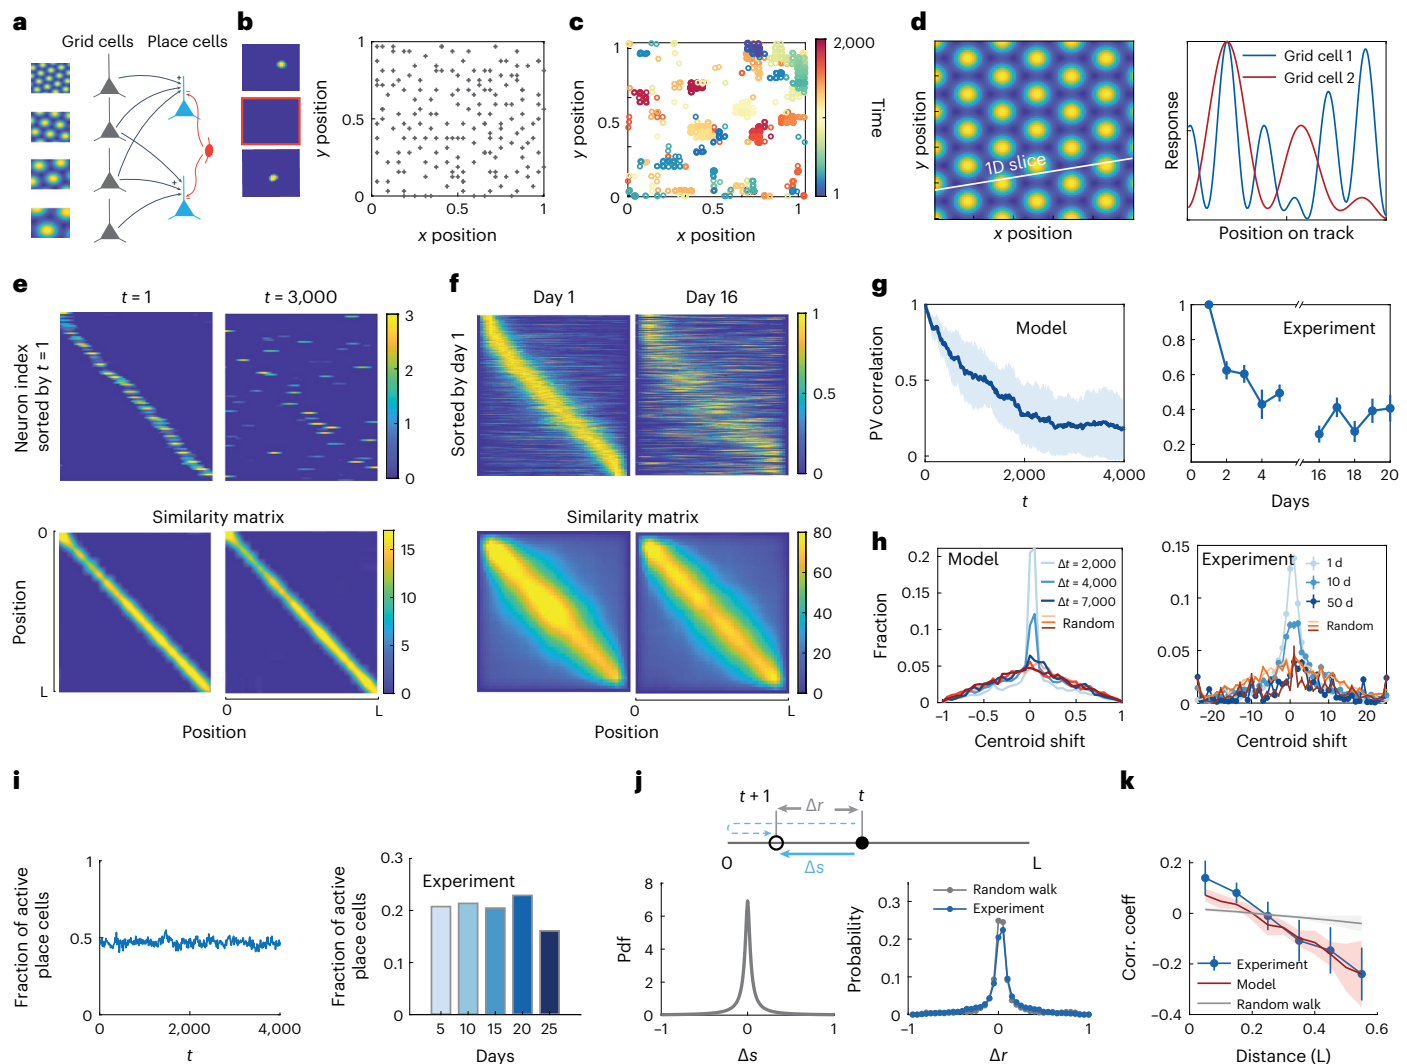 a
Grid cells
Place cells
+
−
+
−
b
1
0.5
0
0
0.5
1
y position
x position
c
1
0.5
0
0
0.5
1
y position
x position
2,000
1
Time
d
1D slice
y position
x position
Grid cell 1
Grid cell 2
Response
Position on track
e
t = 1
t = 3,000
Neuron index
sorted by t = 1
3
2
1
0
Similarity matrix
O
L
Position
O
L
Position
15
10
5
0
f
Day 1
Day 16
Sorted by day 1
1
0.5
0
Similarity matrix
80
60
40
20
0
O
L
Position
g
Model
PV correlation
1
0.5
0
0
2,000
4,000
t
Experiment
1
0.8
0.6
0.4
0.2
0
2
4
16
18
20
Days
h
Model
Δt = 2,000
Δt = 4,000
Δt = 7,000
Random
Fraction
0.2
0.15
0.10
0.05
0
−1
−0.5
0
0.5
1
Centroid shift
Experiment
1 d
10 d
50 d
Random
0.15
0.1
0.05
0
−20
−10
0
10
20
Centroid shift
i
Fraction of active
place cells
1
0.5
0
0
2,000
4,000
t
Experiment
Fraction of active
place cells
0.3
0.2
0.1
0
5
10
15
20
25
Days
j
t + 1
t
Δr
Δs
O
L
Pdf
8
6
4
2
0
−1
0
1
Δs
Random walk
Experiment
Probability
0.3
0.2
0.1
0
−1
0
1
Δr
k
Corr. coeff
0.2
0
−0.2
−0.4
Experiment
Model
Random walk
0
0.2
0.4
0.6
Distance (L)